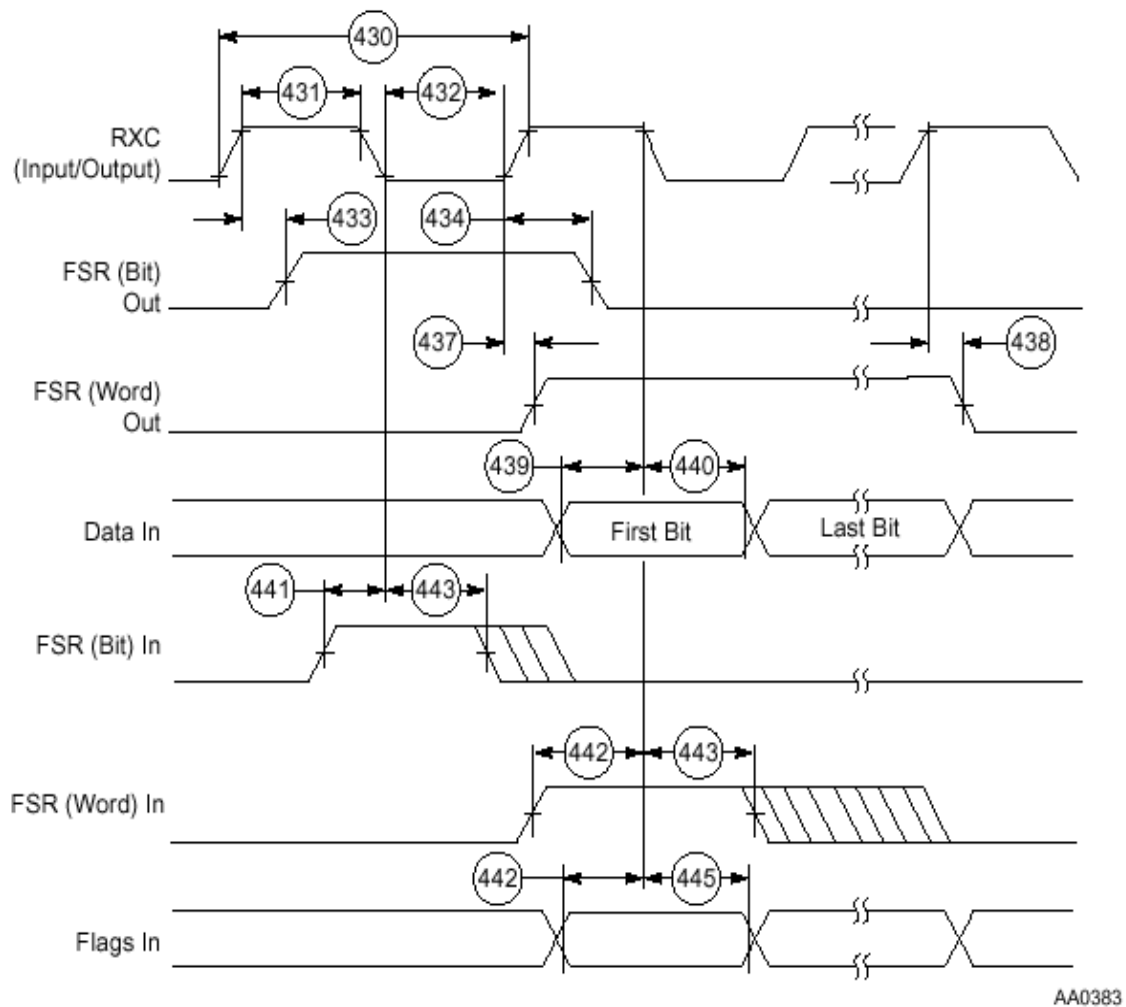 430
431
432
RXC
(Input/Output)
433
434
FSR (Bit)
Out
437
438
FSR (Word)
Out
439
440
Data In
First Bit
Last Bit
441
443
FSR (Bit) In
442
443
FSR (Word) In
442
445
Flags In
AA0383